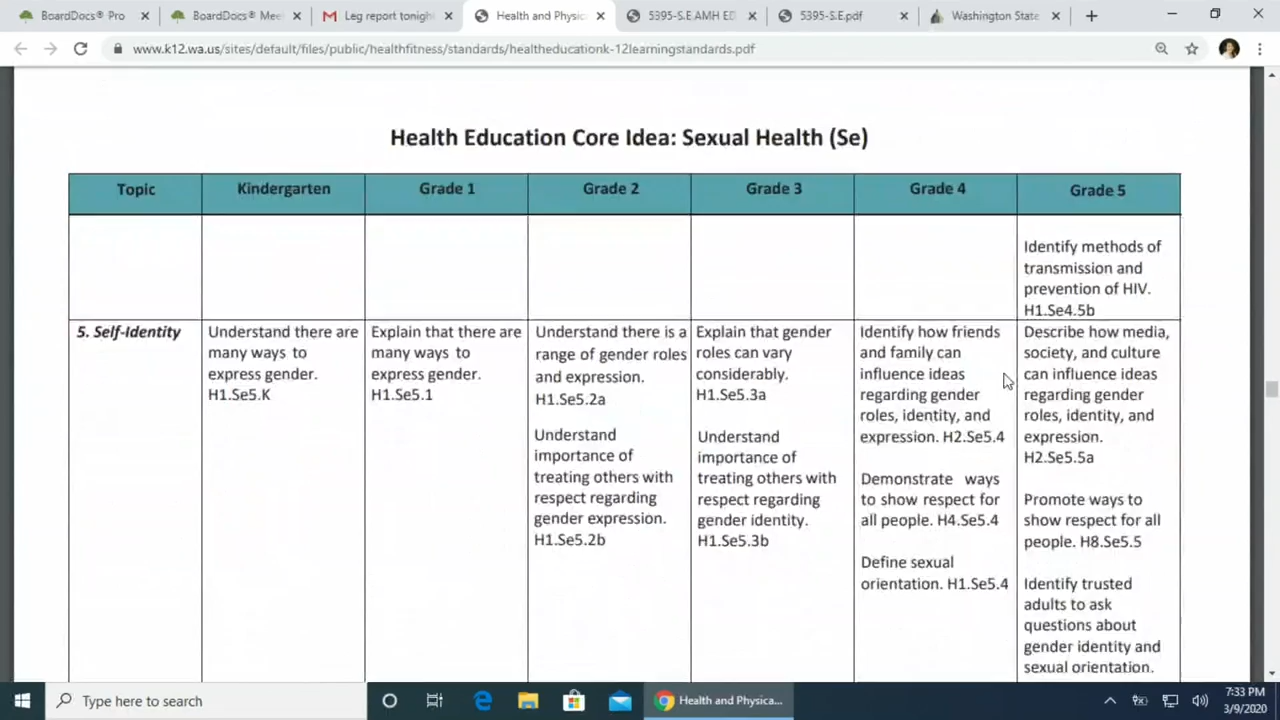 BoardDocs® Pro
BoardDocs® Mee
Leg report tonigh
Health and Physic
5395-S.E AMH ED
5395-S.E.pdf
Washington State
www.k12.wa.us/sites/default/files/public/healthfitness/standards/healtheducationk-12learningstandards.pdf
Health Education Core Idea: Sexual Health (Se)
Topic
Kindergarten
Grade 1
Grade 2
Grade 3
Grade 4
Grade 5
Identify methods of
transmission and
prevention of HIV.
H1.Se4.5b
5. Self-Identity
Understand there are
many ways to
express gender.
H1.Se5.K
Explain that there are
many ways to
express gender.
H1.Se5.1
Understand there is a
range of gender roles
and expression.
H1.Se5.2a
Understand
importance of
treating others with
respect regarding
gender expression.
H1.Se5.2b
Explain that gender
roles can vary
considerably.
H1.Se5.3a
Understand
importance of
treating others with
respect regarding
gender identity.
H1.Se5.3b
Identify how friends
and family can
influence ideas
regarding gender
roles, identity, and
expression. H2.Se5.4
Demonstrate ways
to show respect for
all people. H4.Se5.4
Define sexual
orientation. H1.Se5.4
Describe how media,
society, and culture
can influence ideas
regarding gender
roles, identity, and
expression.
H2.Se5.5a
Promote ways to
show respect for all
people. H8.Se5.5
Identify trusted
adults to ask
questions about
gender identity and
sexual orientation.
Type here to search
Health and Physica...
7:33 PM
3/9/2020